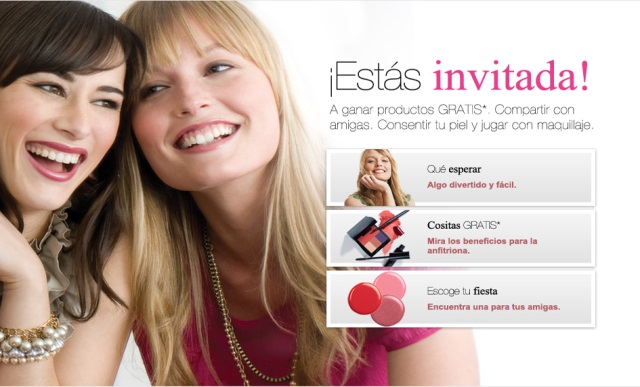 ¡Estás invitada!
A ganar productos GRATIS*. Compartir con
amigas. Consentir tu piel y jugar con maquillaje.
Qué esperar
Algo divertido y fácil.
Cositas GRATIS*
Mira los beneficios para la
anfitriona.
Escoge tu fiesta
Encuentra una para tus amigas.